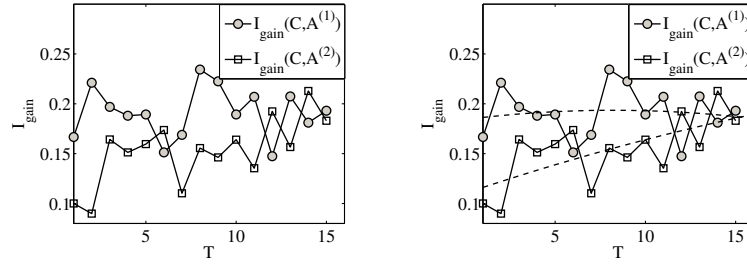 0.25
0.2
0.15
0.1
I_gain
5 10 15
T
I_gain(C,A^(1))
I_gain(C,A^(2))
0.25
0.2
0.15
0.1
I_gain
5 10 15
T
I_gain(C,A^(1))
I_gain(C,A^(2))